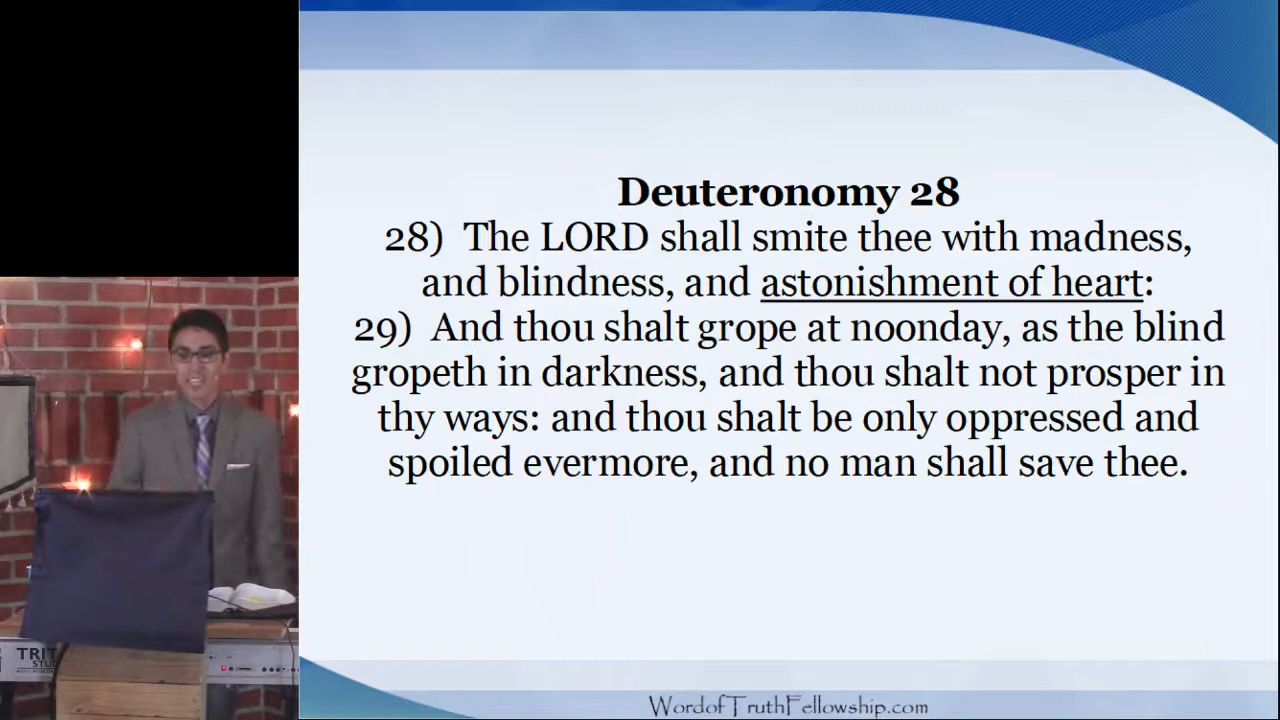 Deuteronomy 28
28) The LORD shall smite thee with madness,
and blindness, and astonishment of heart:
29) And thou shalt grope at noonday, as the blind
gropeth in darkness, and thou shalt not prosper in
thy ways: and thou shalt be only oppressed and
spoiled evermore, and no man shall save thee.
WordofTruthFellowship.com